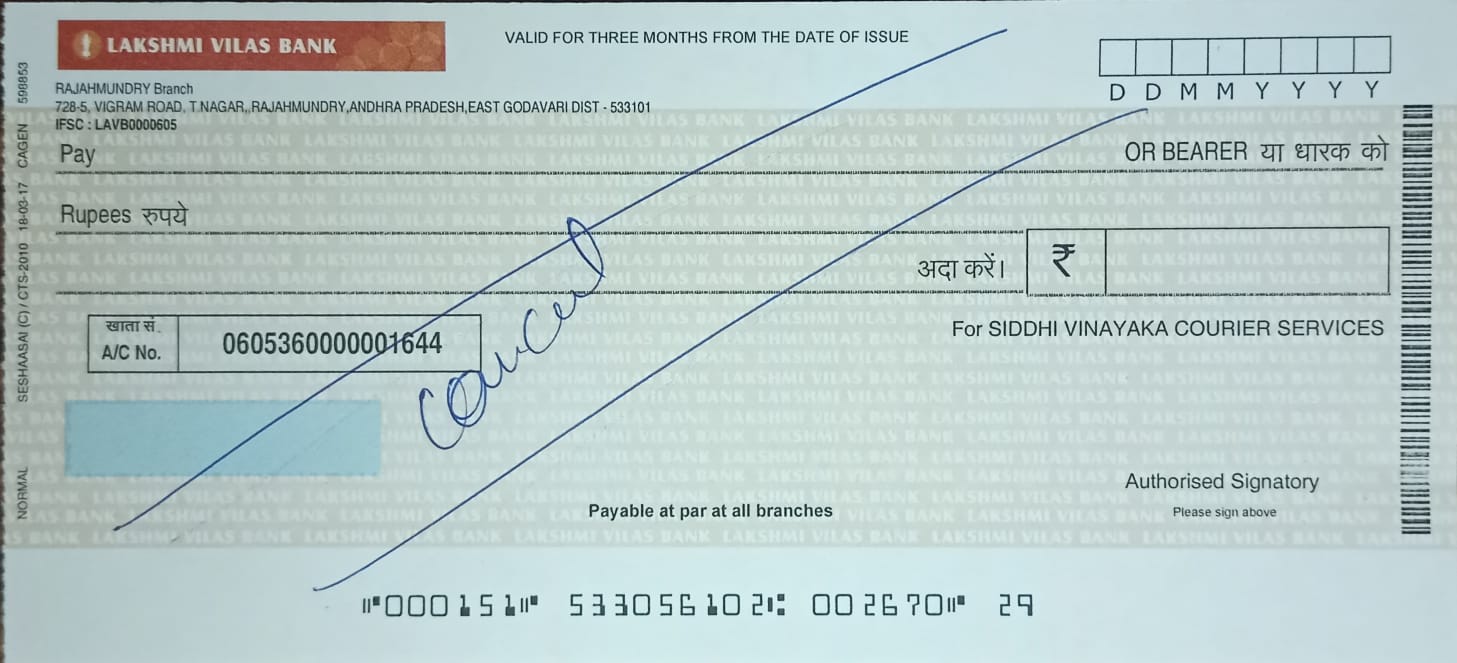 LAKSHMI VILAS BANK
VALID FOR THREE MONTHS FROM THE DATE OF ISSUE
RAJAHMUNDRY Branch
728-5, VIGRAM ROAD, T NAGAR,,RAJAHMUNDRY,ANDHRA PRADESH,EAST GODAVARI DIST - 533101
IFSC : LAVB0000605
D D M M Y Y Y Y
Pay
OR BEARER या धारक को
Rupees रुपये
अदा करें। ₹
खाता सं.
A/C No. 0605360000001644
For SIDDHI VINAYAKA COURIER SERVICES
Cancel
Authorised Signatory
Please sign above
Payable at par at all branches
⑈000151⑈ 533056102⑆ 002670⑈ 29
NORMAL SESHAASAI (C) / CTS-2010 18-03-17 CAGEN 598853